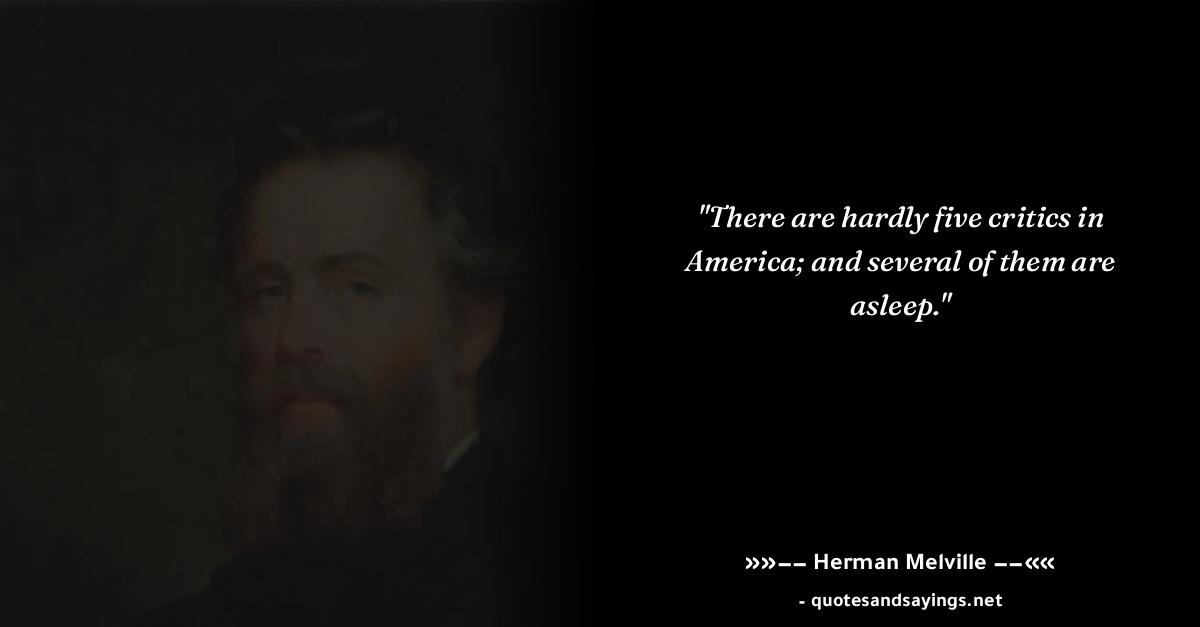 "There are hardly five critics in
America; and several of them are
asleep."
»»−− Herman Melville −−««
- quotesandsayings.net